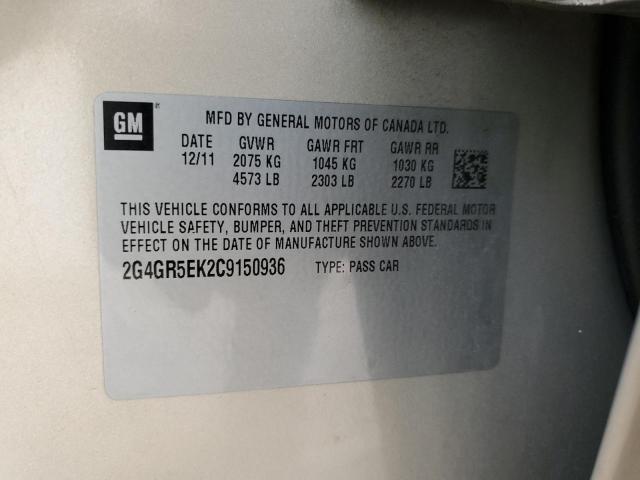 GM
MFD BY GENERAL MOTORS OF CANADA LTD.
DATE GVWR GAWR FRT GAWR RR
12/11 2075 KG 1045 KG 1030 KG
4573 LB 2303 LB 2270 LB
THIS VEHICLE CONFORMS TO ALL APPLICABLE U.S. FEDERAL MOTOR
VEHICLE SAFETY, BUMPER, AND THEFT PREVENTION STANDARDS IN
EFFECT ON THE DATE OF MANUFACTURE SHOWN ABOVE.
2G4GR5EK2C9150936 TYPE: PASS CAR